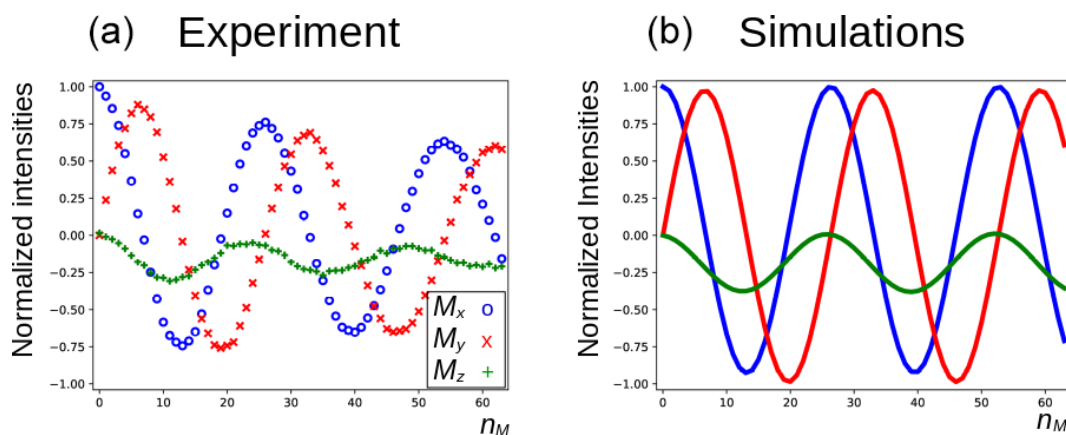 (a) Experiment
Normalized intensities
1.00
0.75
0.50
0.25
0.00
−0.25
−0.50
−0.75
−1.00
0 10 20 30 40 50 60
n_M
M_x o
M_y x
M_z +
(b) Simulations
Normalized Intensities
1.00
0.75
0.50
0.25
0.00
−0.25
−0.50
−0.75
−1.00
0 10 20 30 40 50 60
n_M